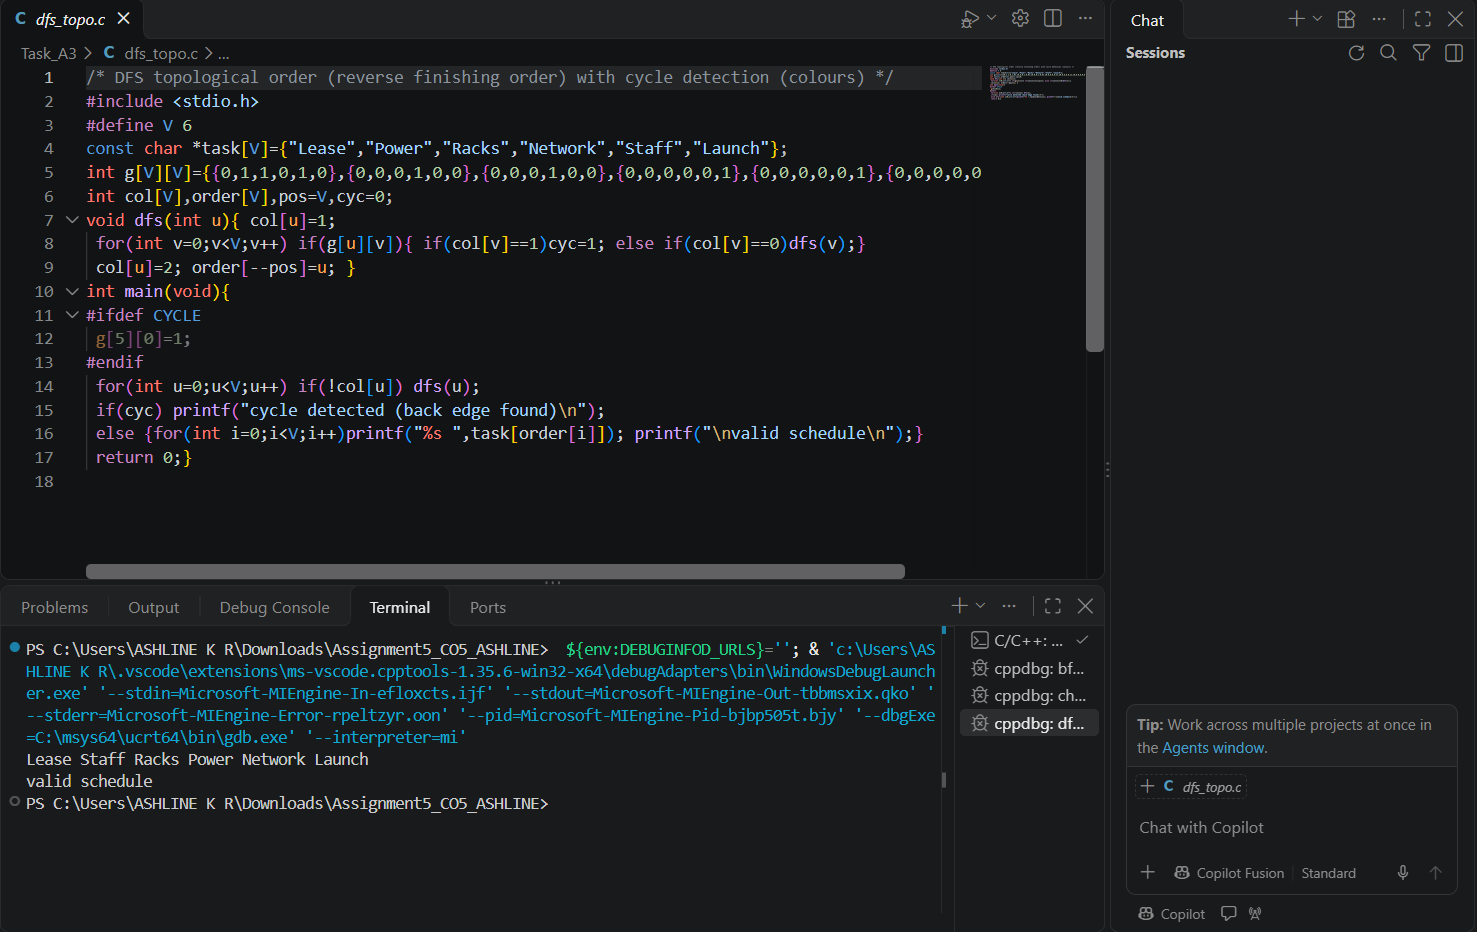 dfs_topo.c
Task_A3 > dfs_topo.c > ...
1 /* DFS topological order (reverse finishing order) with cycle detection (colours) */
2 #include <stdio.h>
3 #define V 6
4 const char *task[V]={"Lease","Power","Racks","Network","Staff","Launch"};
5 int g[V][V]={{0,1,1,0,1,0},{0,0,0,1,0,0},{0,0,0,1,0,0},{0,0,0,0,0,1},{0,0,0,0,0,1},{0,0,0,0,0
6 int col[V],order[V],pos=V,cyc=0;
7 void dfs(int u){ col[u]=1;
8  for(int v=0;v<V;v++) if(g[u][v]){ if(col[v]==1)cyc=1; else if(col[v]==0)dfs(v);}
9  col[u]=2; order[--pos]=u; }
10 int main(void){
11 #ifdef CYCLE
12  g[5][0]=1;
13 #endif
14  for(int u=0;u<V;u++) if(!col[u]) dfs(u);
15  if(cyc) printf("cycle detected (back edge found)\n");
16  else {for(int i=0;i<V;i++)printf("%s ",task[order[i]]); printf("\nvalid schedule\n");}
17  return 0;}
18
Problems Output Debug Console Terminal Ports
PS C:\Users\ASHLINE K R\Downloads\Assignment5_CO5_ASHLINE>  ${env:DEBUGINFOD_URLS}=''; & 'c:\Users\AS
HLINE K R\.vscode\extensions\ms-vscode.cpptools-1.35.6-win32-x64\debugAdapters\bin\WindowsDebugLaunch
er.exe' '--stdin=Microsoft-MIEngine-In-efloxcts.ijf' '--stdout=Microsoft-MIEngine-Out-tbbmsxix.qko' '
--stderr=Microsoft-MIEngine-Error-rpeltzyr.oon' '--pid=Microsoft-MIEngine-Pid-bjbp505t.bjy' '--dbgExe
=C:\msys64\ucrt64\bin\gdb.exe' '--interpreter=mi'
Lease Staff Racks Power Network Launch
valid schedule
PS C:\Users\ASHLINE K R\Downloads\Assignment5_CO5_ASHLINE>
C/C++: ...
cppdbg: bf...
cppdbg: ch...
cppdbg: df...
Chat
Sessions
Tip: Work across multiple projects at once in
the Agents window.
dfs_topo.c
Chat with Copilot
Copilot Fusion Standard
Copilot